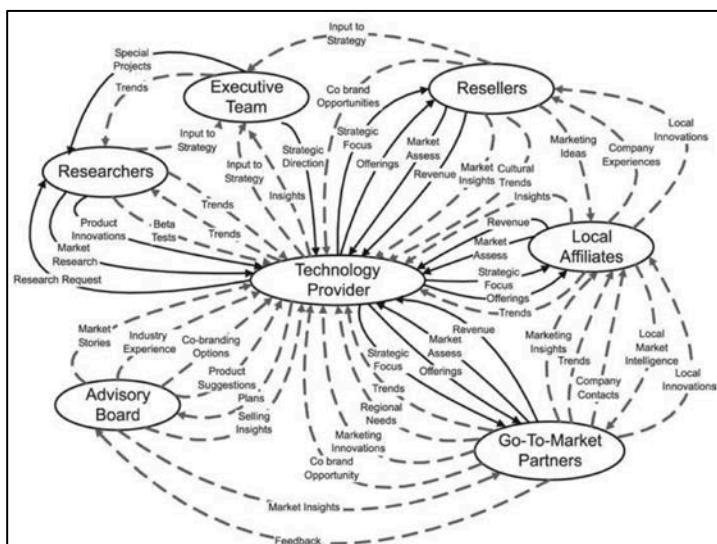 Input to
Strategy
Special
Projects
Trends
Executive
Team
Resellers
Co brand
Opportunities
Local
Innovations
Input to
Strategy
Strategic
Focus
Strategic
Direction
Offerings
Market
Assess
Marketing
Ideas
Company
Experiences
Researchers
Input to
Strategy
Insights
Revenue
Market
Insights
Cultural
Trends
Insights
Trends
Product
Innovations
Beta
Tests
Trends
Revenue
Market
Assess
Local
Affiliates
Market
Research
Research Request
Technology
Provider
Strategic
Focus
Offerings
Trends
Market
Stories
Industry
Experience
Co-branding
Options
Strategic
Focus
Market
Assess
Revenue
Offerings
Marketing
Insights
Trends
Local
Market
Intelligence
Local
Innovations
Product
Suggestions
Plans
Selling
Insights
Trends
Regional
Needs
Company
Contacts
Advisory
Board
Marketing
Innovations
Co brand
Opportunity
Go-To-Market
Partners
Market Insights
Feedback